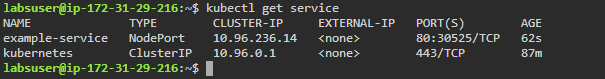 labsuser@ip-172-31-29-216:~$ kubectl get service
NAME TYPE CLUSTER-IP EXTERNAL-IP PORT(S) AGE
example-service NodePort 10.96.236.14 <none> 80:30525/TCP 62s
kubernetes ClusterIP 10.96.0.1 <none> 443/TCP 87m
labsuser@ip-172-31-29-216:~$